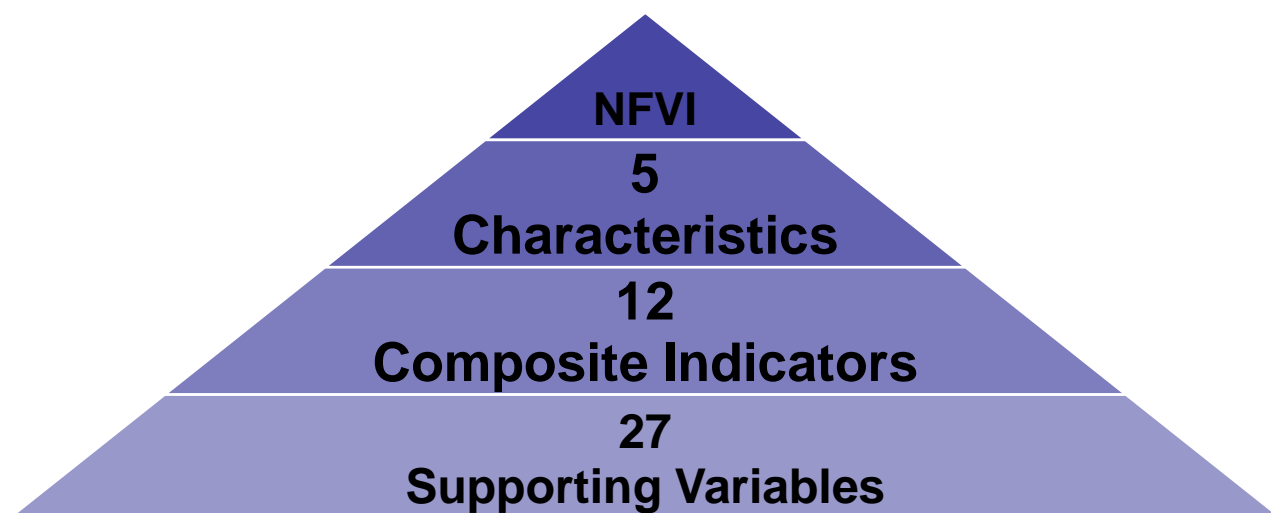 NFVI
5
Characteristics
12
Composite Indicators
27
Supporting Variables